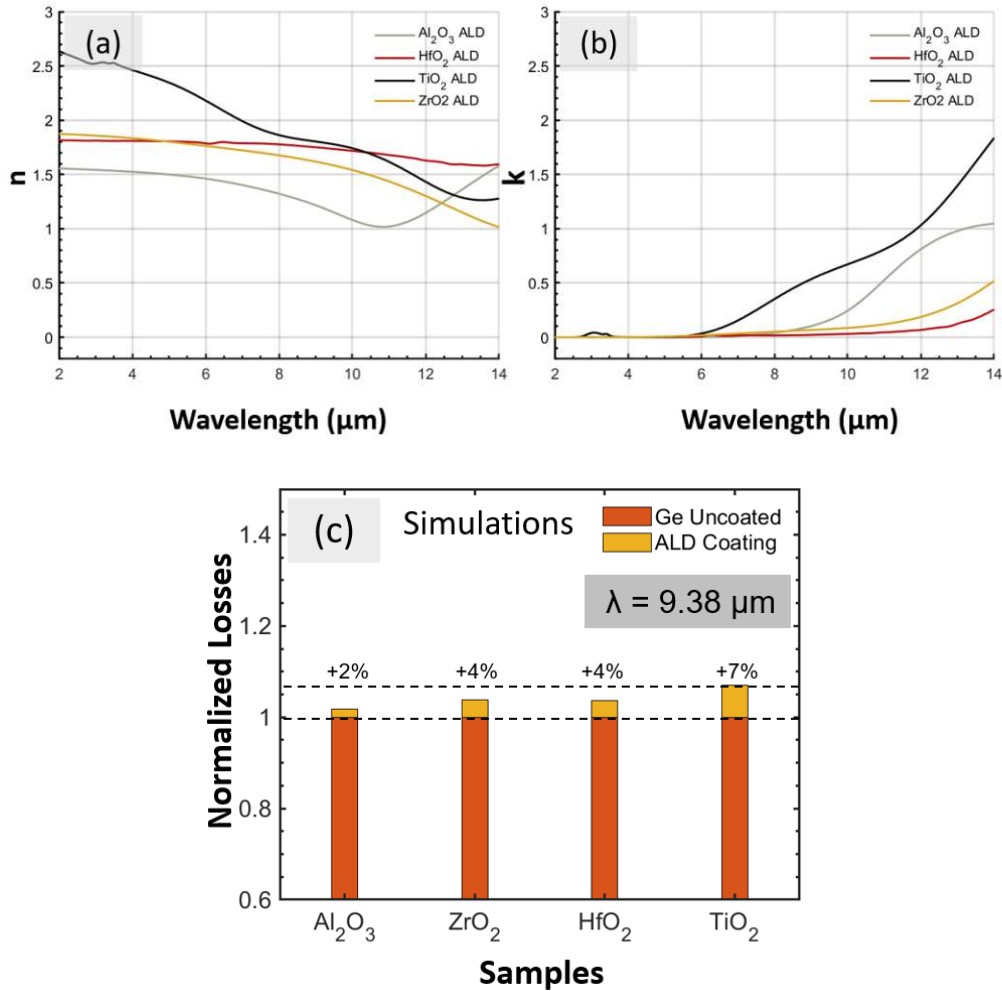 (a)
Al₂O₃ ALD
HfO₂ ALD
TiO₂ ALD
ZrO2 ALD
3
2.5
2
1.5
1
0.5
0
n
2 4 6 8 10 12 14
Wavelength (μm)
(b)
Al₂O₃ ALD
HfO₂ ALD
TiO₂ ALD
ZrO2 ALD
3
2.5
2
1.5
1
0.5
0
k
2 4 6 8 10 12 14
Wavelength (μm)
(c) Simulations
Ge Uncoated
ALD Coating
λ = 9.38 μm
+2% +4% +4% +7%
1.4
1.2
1
0.8
0.6
Normalized Losses
Al₂O₃ ZrO₂ HfO₂ TiO₂
Samples